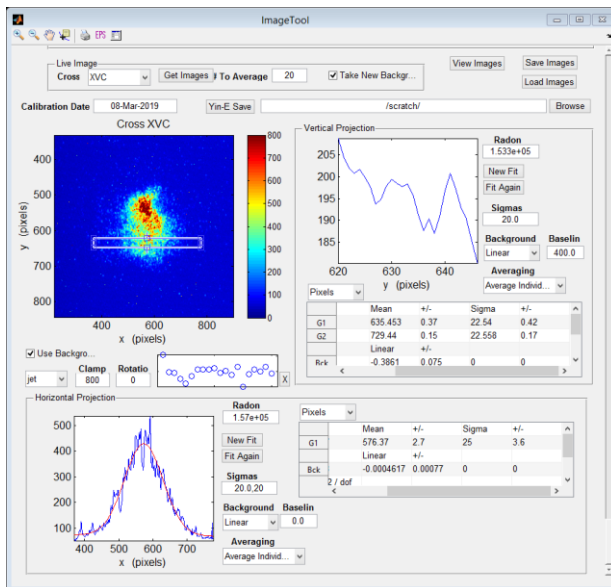 ImageTool
EPS
Live Image
Cross XVC Get Images # To Average 20 Take New Backgr...
View Images Save Images
Load Images
Calibration Date 08-Mar-2019 Yin-E Save /scratch/ Browse
Cross XVC
800
700
600
500
400
300
200
100
0
400
500
600
700
800
y (pixels)
400 600 800
x (pixels)
Use Backgro...
jet
Clamp
800
Rotatio
0
X
Vertical Projection
205
200
195
190
185
180
620 630 640
y (pixels)
Radon
1.533e+05
New Fit
Fit Again
Sigmas
20.0
Background Baselin
Linear 400.0
Averaging
Average Individ...
Pixels
Mean +/- Sigma +/-
G1 635.453 0.37 22.54 0.42
G2 729.44 0.15 22.558 0.17
Linear +/-
Bck -0.3861 0.075 0 0
Horizontal Projection
500
400
300
200
100
400 500 600 700
x (pixels)
Radon
1.57e+05
New Fit
Fit Again
Sigmas
20.0,20
Background Baselin
Linear 0.0
Averaging
Average Individ...
Pixels
Mean +/- Sigma +/-
G1 576.37 2.7 25 3.6
Linear +/-
Bck -0.0004617 0.00077 0 0
2 / dof